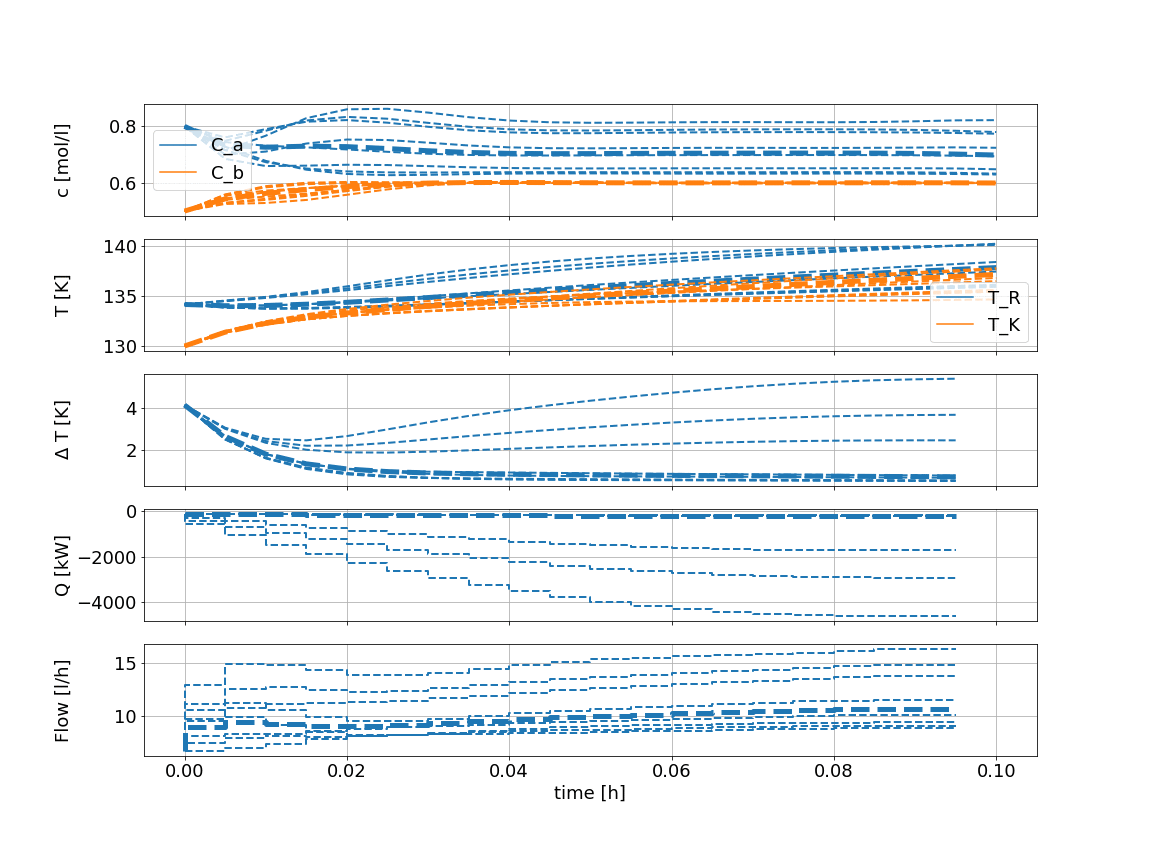 c [mol/l]
0.8
0.6
C_a
C_b
T [K]
140
135
130
T_R
T_K
Δ T [K]
4
2
Q [kW]
0
−2000
−4000
Flow [l/h]
15
10
0.00 0.02 0.04 0.06 0.08 0.10
time [h]